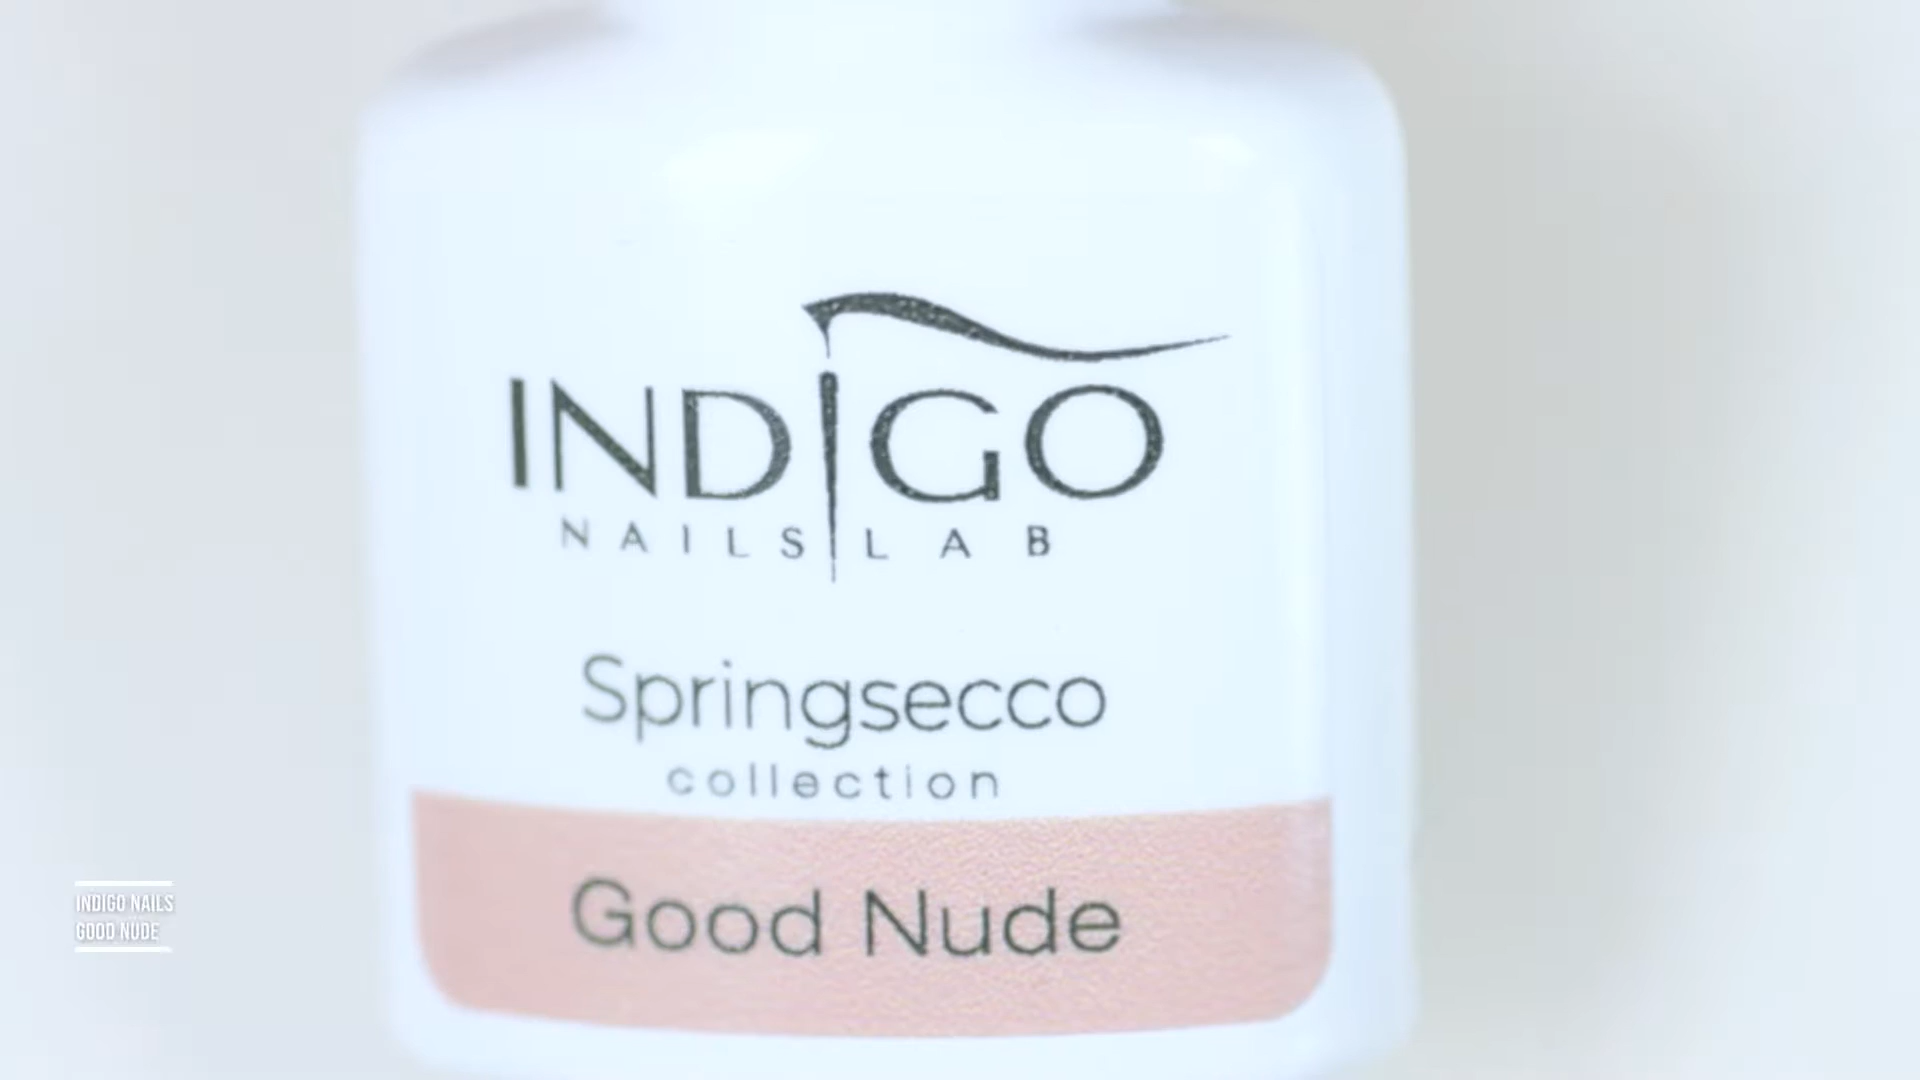 INDIGO
NAILS LAB
Springsecco
collection
Good Nude
INDIGO NAILS
GOOD NUDE